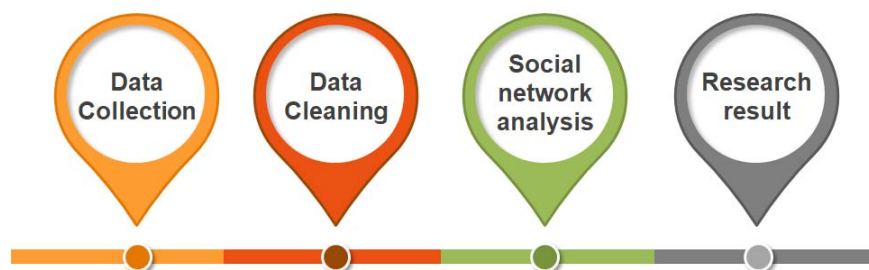 Data
Collection
Data
Cleaning
Social
network
analysis
Research
result